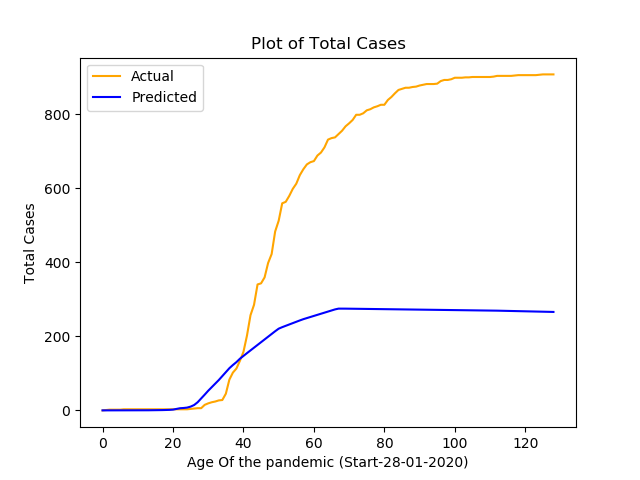 Plot of Total Cases
Actual
Predicted
800
600
400
200
0
Total Cases
0 20 40 60 80 100 120
Age Of the pandemic (Start-28-01-2020)